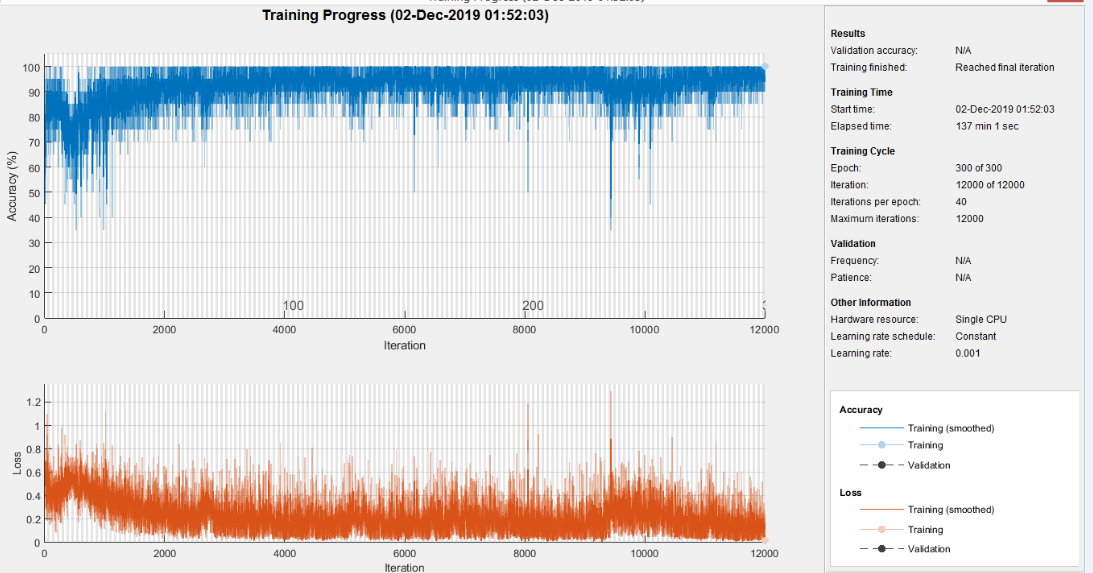 Training Progress (02-Dec-2019 01:52:03)
Accuracy (%)
100
90
80
70
60
50
40
30
20
10
0
100
200
0
2000
4000
6000
8000
10000
12000
Iteration
Loss
1.2
1
0.8
0.6
0.4
0.2
0
0
2000
4000
6000
8000
10000
12000
Iteration
Results
Validation accuracy: N/A
Training finished: Reached final iteration
Training Time
Start time: 02-Dec-2019 01:52:03
Elapsed time: 137 min 1 sec
Training Cycle
Epoch: 300 of 300
Iteration: 12000 of 12000
Iterations per epoch: 40
Maximum iterations: 12000
Validation
Frequency: N/A
Patience: N/A
Other Information
Hardware resource: Single CPU
Learning rate schedule: Constant
Learning rate: 0.001
Accuracy
Training (smoothed)
Training
Validation
Loss
Training (smoothed)
Training
Validation